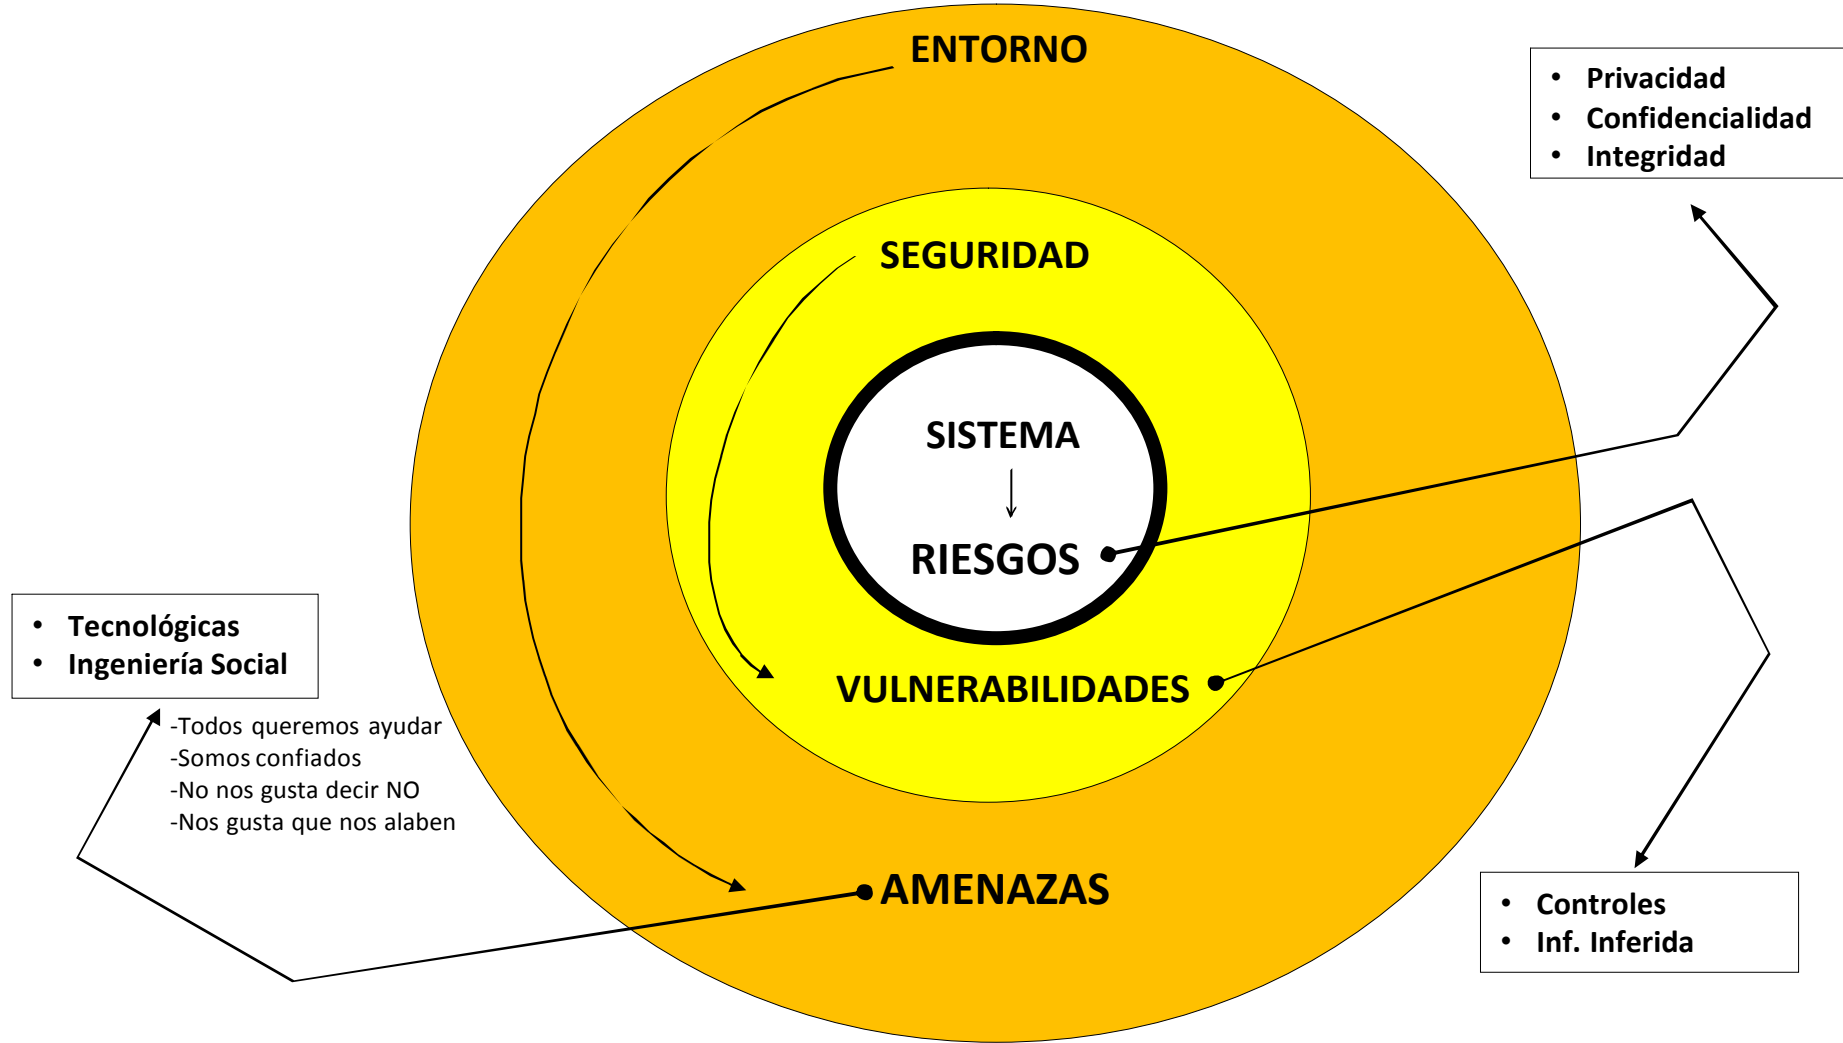 ENTORNO
• Privacidad
• Confidencialidad
• Integridad
SEGURIDAD
SISTEMA
RIESGOS
• Tecnológicas
• Ingeniería Social
VULNERABILIDADES
-Todos queremos ayudar
-Somos confiados
-No nos gusta decir NO
-Nos gusta que nos alaben
AMENAZAS
• Controles
• Inf. Inferida